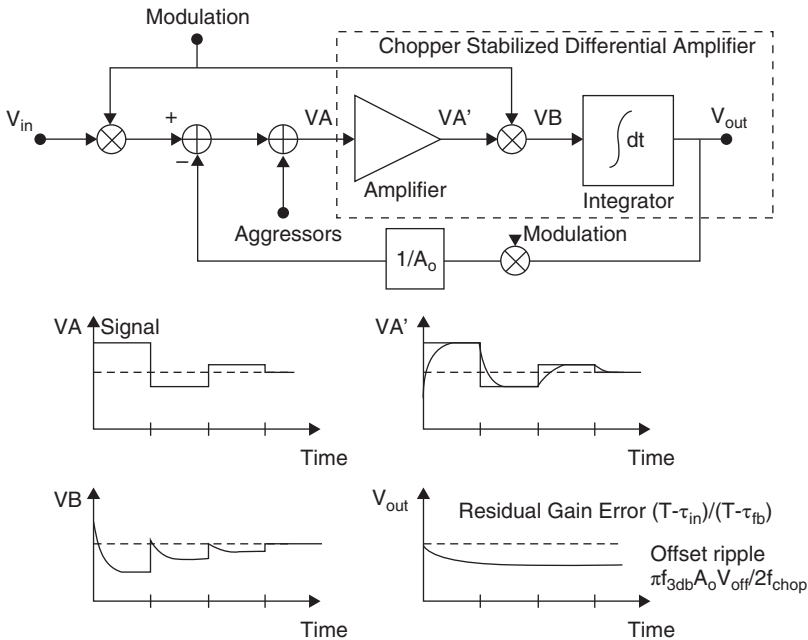 Modulation
Chopper Stabilized Differential Amplifier
V_in
+
−
VA
VA'
VB
∫dt
V_out
Amplifier
Integrator
Aggressors
1/A_o
Modulation
VA
Signal
Time
VA'
Time
VB
Time
V_out
Residual Gain Error (T-τ_in)/(T-τ_fb)
Offset ripple
πf_3db A_o V_off/2f_chop
Time